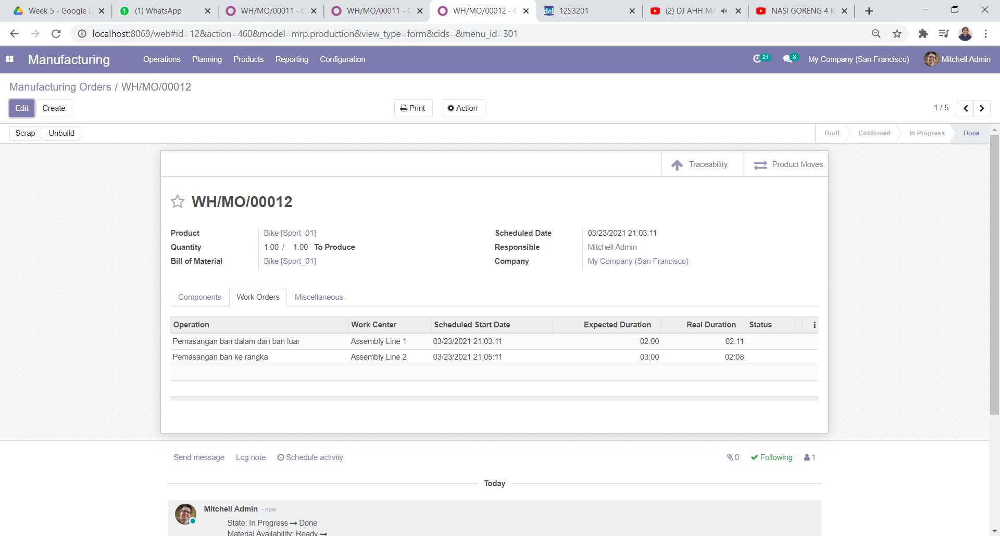 Week 5 - Google D
(1) WhatsApp
WH/MO/00011 - O
WH/MO/00011 - O
WH/MO/00012 - O
del 12S3201
(2) DJ AHH MA
NASI GORENG 4 K
localhost:8069/web#id=12&action=460&model=mrp.production&view_type=form&cids=&menu_id=301
Manufacturing
Operations
Planning
Products
Reporting
Configuration
21
8
My Company (San Francisco)
Mitchell Admin
Manufacturing Orders / WH/MO/00012
Edit
Create
Print
Action
1 / 5
Scrap
Unbuild
Draft
Confirmed
In Progress
Done
Traceability
Product Moves
WH/MO/00012
Product
Bike [Sport_01]
Scheduled Date
03/23/2021 21:03:11
Quantity
1.00 / 1.00 To Produce
Responsible
Mitchell Admin
Bill of Material
Bike [Sport_01]
Company
My Company (San Francisco)
Components
Work Orders
Miscellaneous
Operation Work Center Scheduled Start Date Expected Duration Real Duration Status
Pemasangan ban dalam dan ban luar Assembly Line 1 03/23/2021 21:03:11 02:00 02:11
Pemasangan ban ke rangka Assembly Line 2 03/23/2021 21:05:11 03:00 02:08
Send message
Log note
Schedule activity
0
Following
1
Today
Mitchell Admin - now
State: In Progress → Done
Material Availability: Ready →